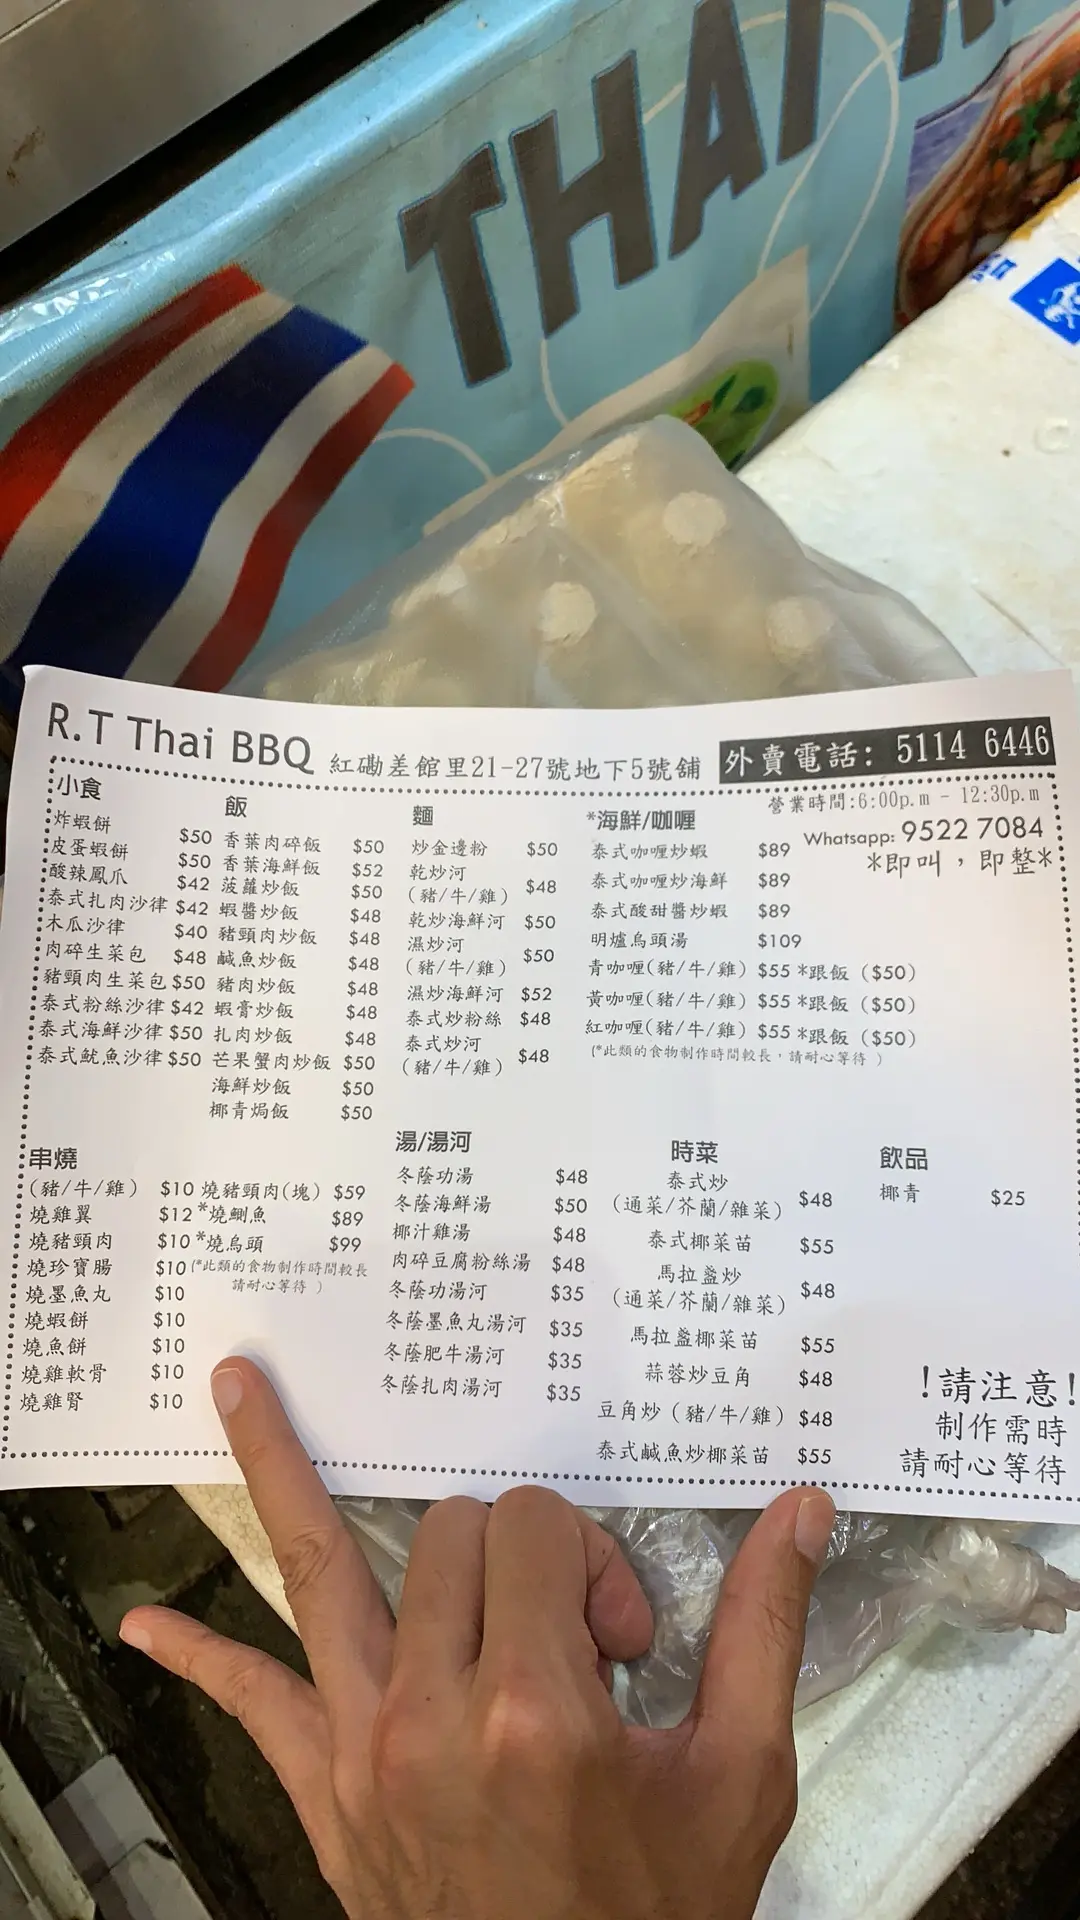 THAI
R.T Thai BBQ 紅磡差館里21-27號地下5號舖
外賣電話: 5114 6446
營業時間:6:00p.m - 12:30p.m
Whatsapp: 9522 7084
*即叫，即整*
小食
炸蝦餅 $50
皮蛋蝦餅 $50
酸辣鳳爪 $42
泰式扎肉沙律 $42
木瓜沙律 $40
肉碎生菜包 $48
豬頸肉生菜包 $50
泰式粉絲沙律 $42
泰式海鮮沙律 $50
泰式魷魚沙律 $50
飯
香葉肉碎飯 $50
香葉海鮮飯 $52
菠蘿炒飯 $50
蝦醬炒飯 $48
豬頸肉炒飯 $48
鹹魚炒飯 $48
豬肉炒飯 $48
蝦膏炒飯 $48
扎肉炒飯 $48
芒果蟹肉炒飯 $50
海鮮炒飯 $50
椰青焗飯 $50
麵
炒金邊粉 $50
乾炒河
(豬/牛/雞) $48
乾炒海鮮河 $50
濕炒河
(豬/牛/雞) $50
濕炒海鮮河 $52
泰式炒粉絲 $48
泰式炒河
(豬/牛/雞) $48
*海鮮/咖喱
泰式咖喱炒蝦 $89
泰式咖喱炒海鮮 $89
泰式酸甜醬炒蝦 $89
明爐烏頭湯 $109
青咖喱(豬/牛/雞) $55 *跟飯 ($50)
黃咖喱(豬/牛/雞) $55 *跟飯 ($50)
紅咖喱(豬/牛/雞) $55 *跟飯 ($50)
(*此類的食物制作時間較長，請耐心等待 )
串燒
(豬/牛/雞) $10
燒雞翼 $12
燒豬頸肉 $10
燒珍寶腸 $10
燒墨魚丸 $10
燒蝦餅 $10
燒魚餅 $10
燒雞軟骨 $10
燒雞腎 $10
燒豬頸肉(塊) $59
*燒鯽魚 $89
*燒烏頭 $99
(*此類的食物制作時間較長
請耐心等待 )
湯/湯河
冬蔭功湯 $48
冬蔭海鮮湯 $50
椰汁雞湯 $48
肉碎豆腐粉絲湯 $48
冬蔭功湯河 $35
冬蔭墨魚丸湯河 $35
冬蔭肥牛湯河 $35
冬蔭扎肉湯河 $35
時菜
泰式炒
(通菜/芥蘭/雜菜) $48
泰式椰菜苗 $55
馬拉盞炒
(通菜/芥蘭/雜菜) $48
馬拉盞椰菜苗 $55
蒜蓉炒豆角 $48
豆角炒 (豬/牛/雞) $48
泰式鹹魚炒椰菜苗 $55
飲品
椰青 $25
!請注意!
制作需時
請耐心等待